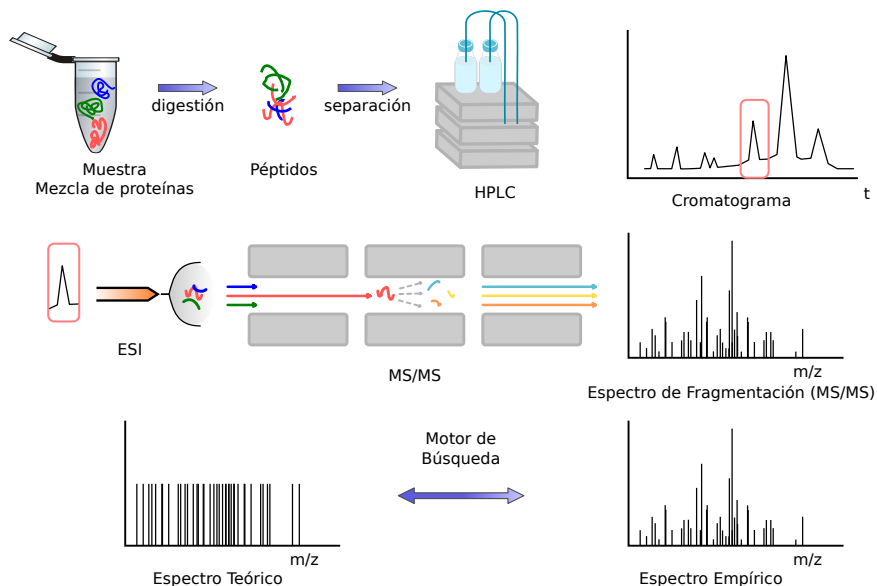 digestión
separación
Muestra
Mezcla de proteínas
Péptidos
HPLC
Cromatograma
t
ESI
MS/MS
m/z
Espectro de Fragmentación (MS/MS)
Motor de
Búsqueda
m/z
Espectro Teórico
m/z
Espectro Empírico